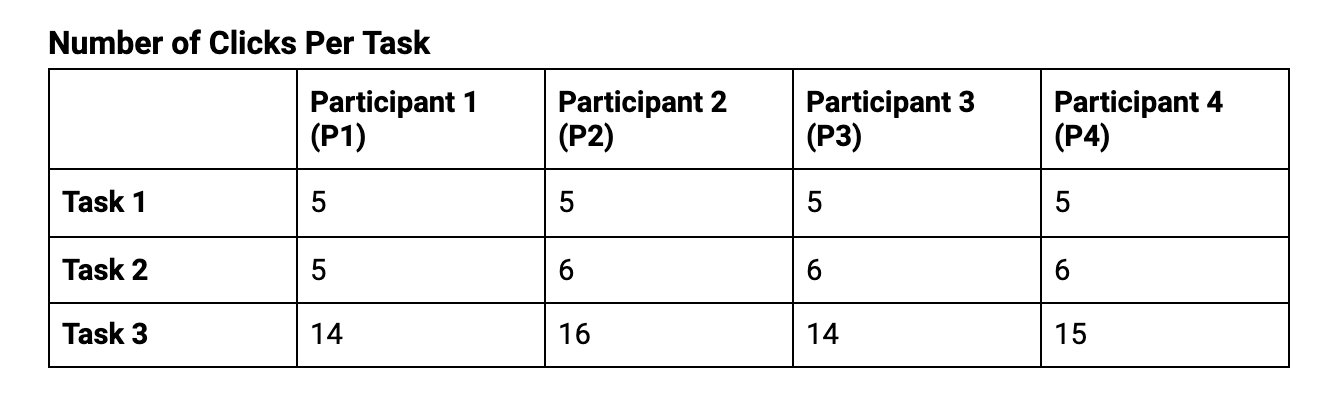 Number of Clicks Per Task
Participant 1 (P1) Participant 2 (P2) Participant 3 (P3) Participant 4 (P4)
Task 1 5 5 5 5
Task 2 5 6 6 6
Task 3 14 16 14 15